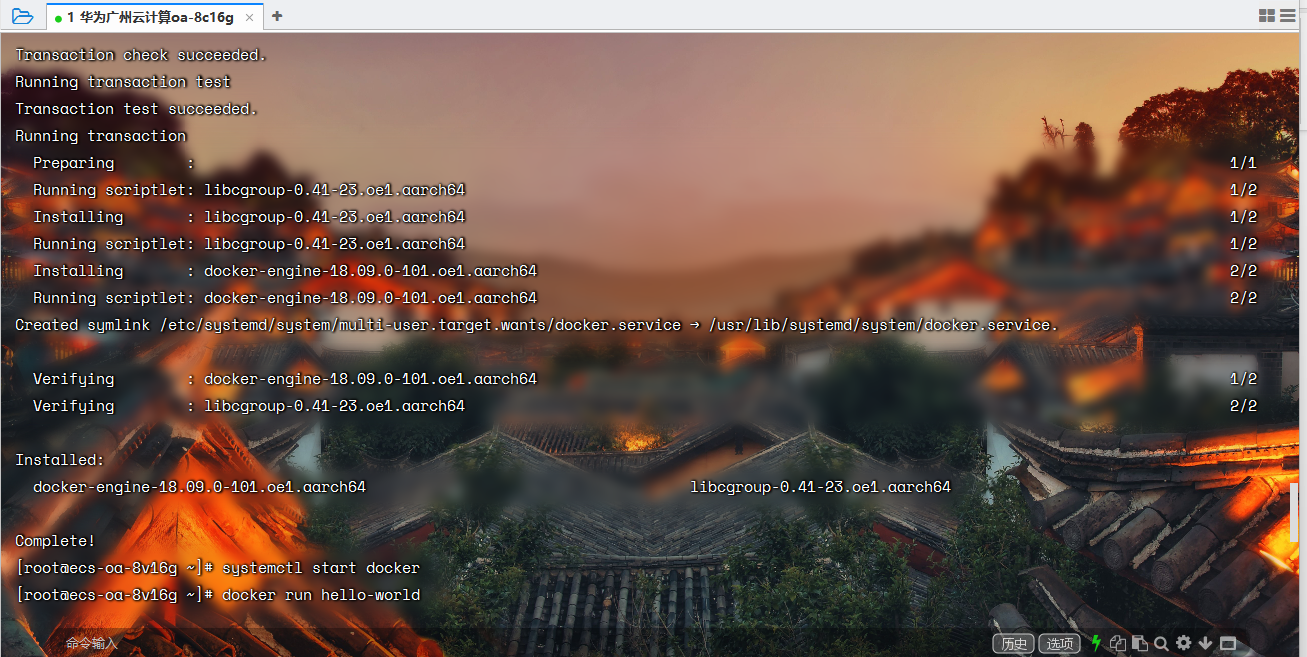 1 华为广州云计算oa-8c16g × +
Transaction check succeeded.
Running transaction test
Transaction test succeeded.
Running transaction
Preparing : 1/1
Running scriptlet: libcgroup-0.41-23.oe1.aarch64 1/2
Installing : libcgroup-0.41-23.oe1.aarch64 1/2
Running scriptlet: libcgroup-0.41-23.oe1.aarch64 1/2
Installing : docker-engine-18.09.0-101.oe1.aarch64 2/2
Running scriptlet: docker-engine-18.09.0-101.oe1.aarch64 2/2
Created symlink /etc/systemd/system/multi-user.target.wants/docker.service → /usr/lib/systemd/system/docker.service.
Verifying : docker-engine-18.09.0-101.oe1.aarch64 1/2
Verifying : libcgroup-0.41-23.oe1.aarch64 2/2
Installed:
docker-engine-18.09.0-101.oe1.aarch64 libcgroup-0.41-23.oe1.aarch64
Complete!
[root@ecs-oa-8v16g ~]# systemctl start docker
[root@ecs-oa-8v16g ~]# docker run hello-world
命令输入 历史 选项